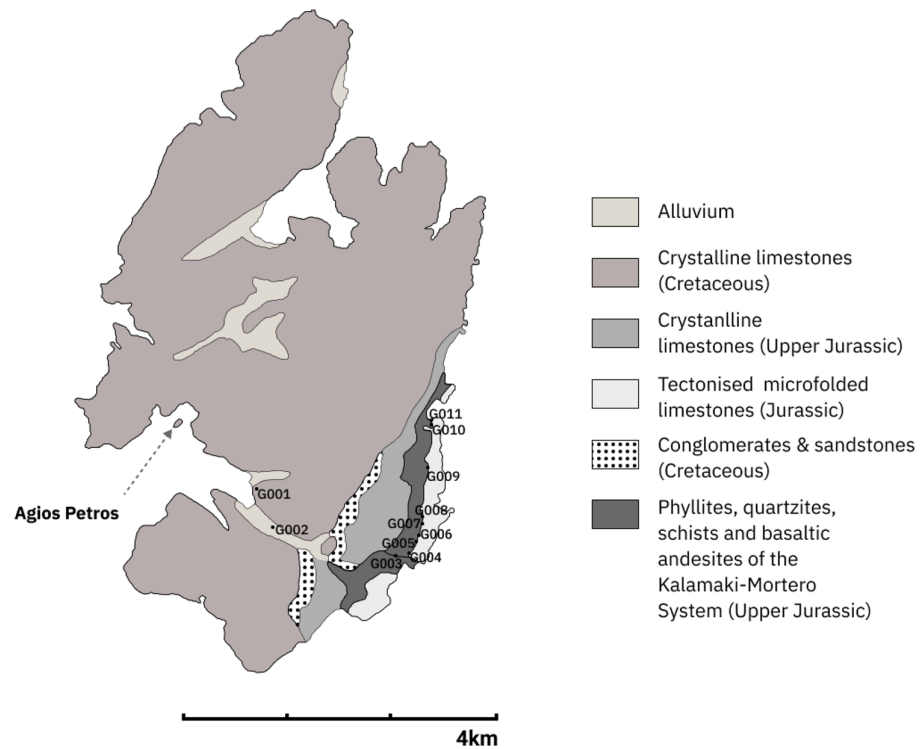 Alluvium
Crystalline limestones
(Cretaceous)
Crystanlline
limestones (Upper Jurassic)
Tectonised microfolded
limestones (Jurassic)
Conglomerates & sandstones
(Cretaceous)
Phyllites, quartzites,
schists and basaltic
andesites of the
Kalamaki-Mortero
System (Upper Jurassic)
G011
G010
G009
G001
Agios Petros
G008
G007
G002
G006
G005
G004
G003
4km